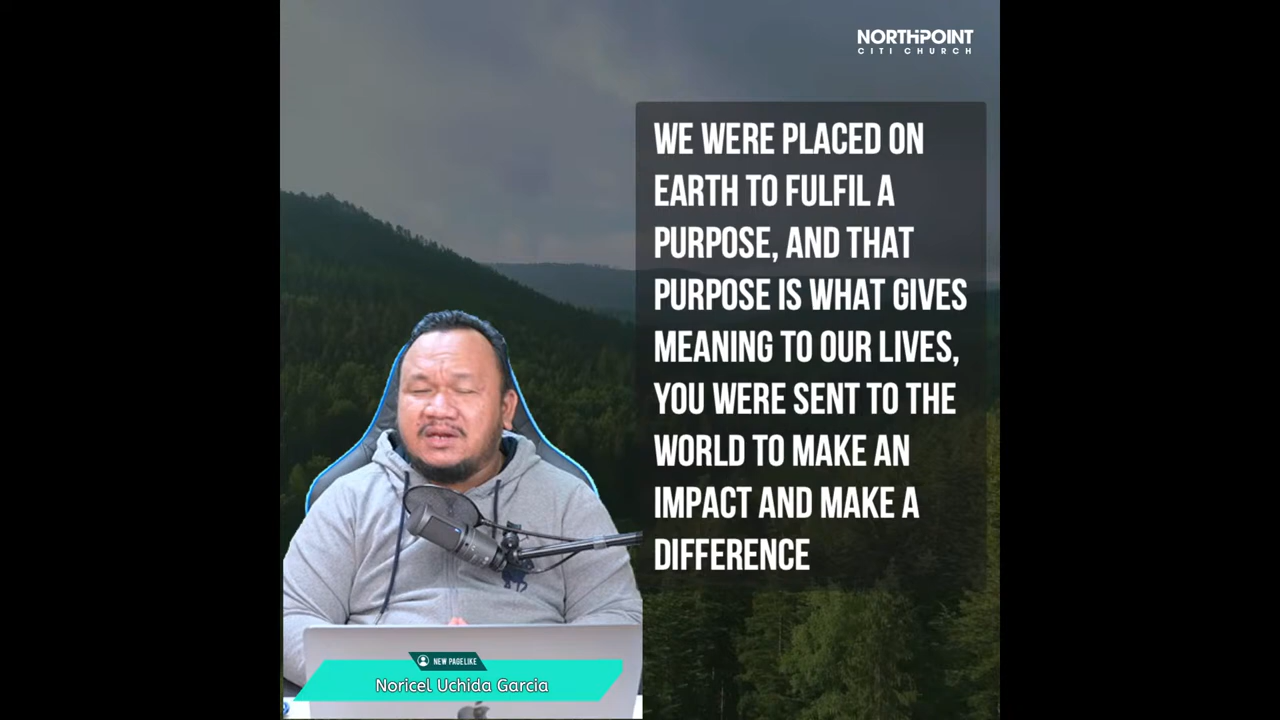 NORTHPOINT
CITI CHURCH
WE WERE PLACED ON
EARTH TO FULFIL A
PURPOSE, AND THAT
PURPOSE IS WHAT GIVES
MEANING TO OUR LIVES,
YOU WERE SENT TO THE
WORLD TO MAKE AN
IMPACT AND MAKE A
DIFFERENCE
NEW PAGELIKE
Noricel Uchida Garcia